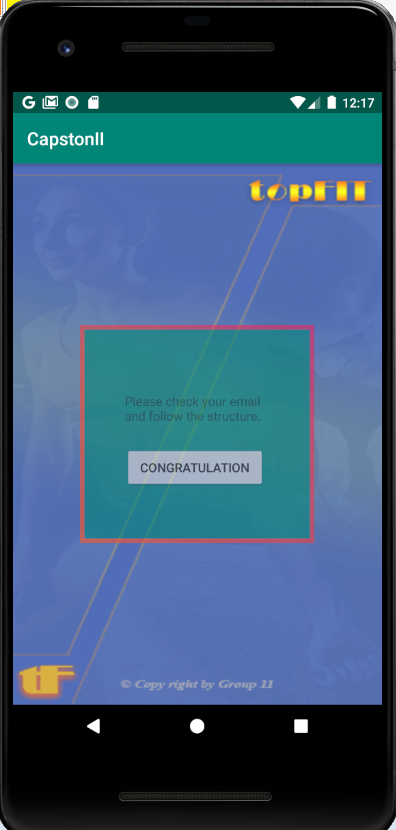 12:17
CapstonII
topFIT
Please check your email
and follow the structure.
CONGRATULATION
tF
© Copy right by Group 11